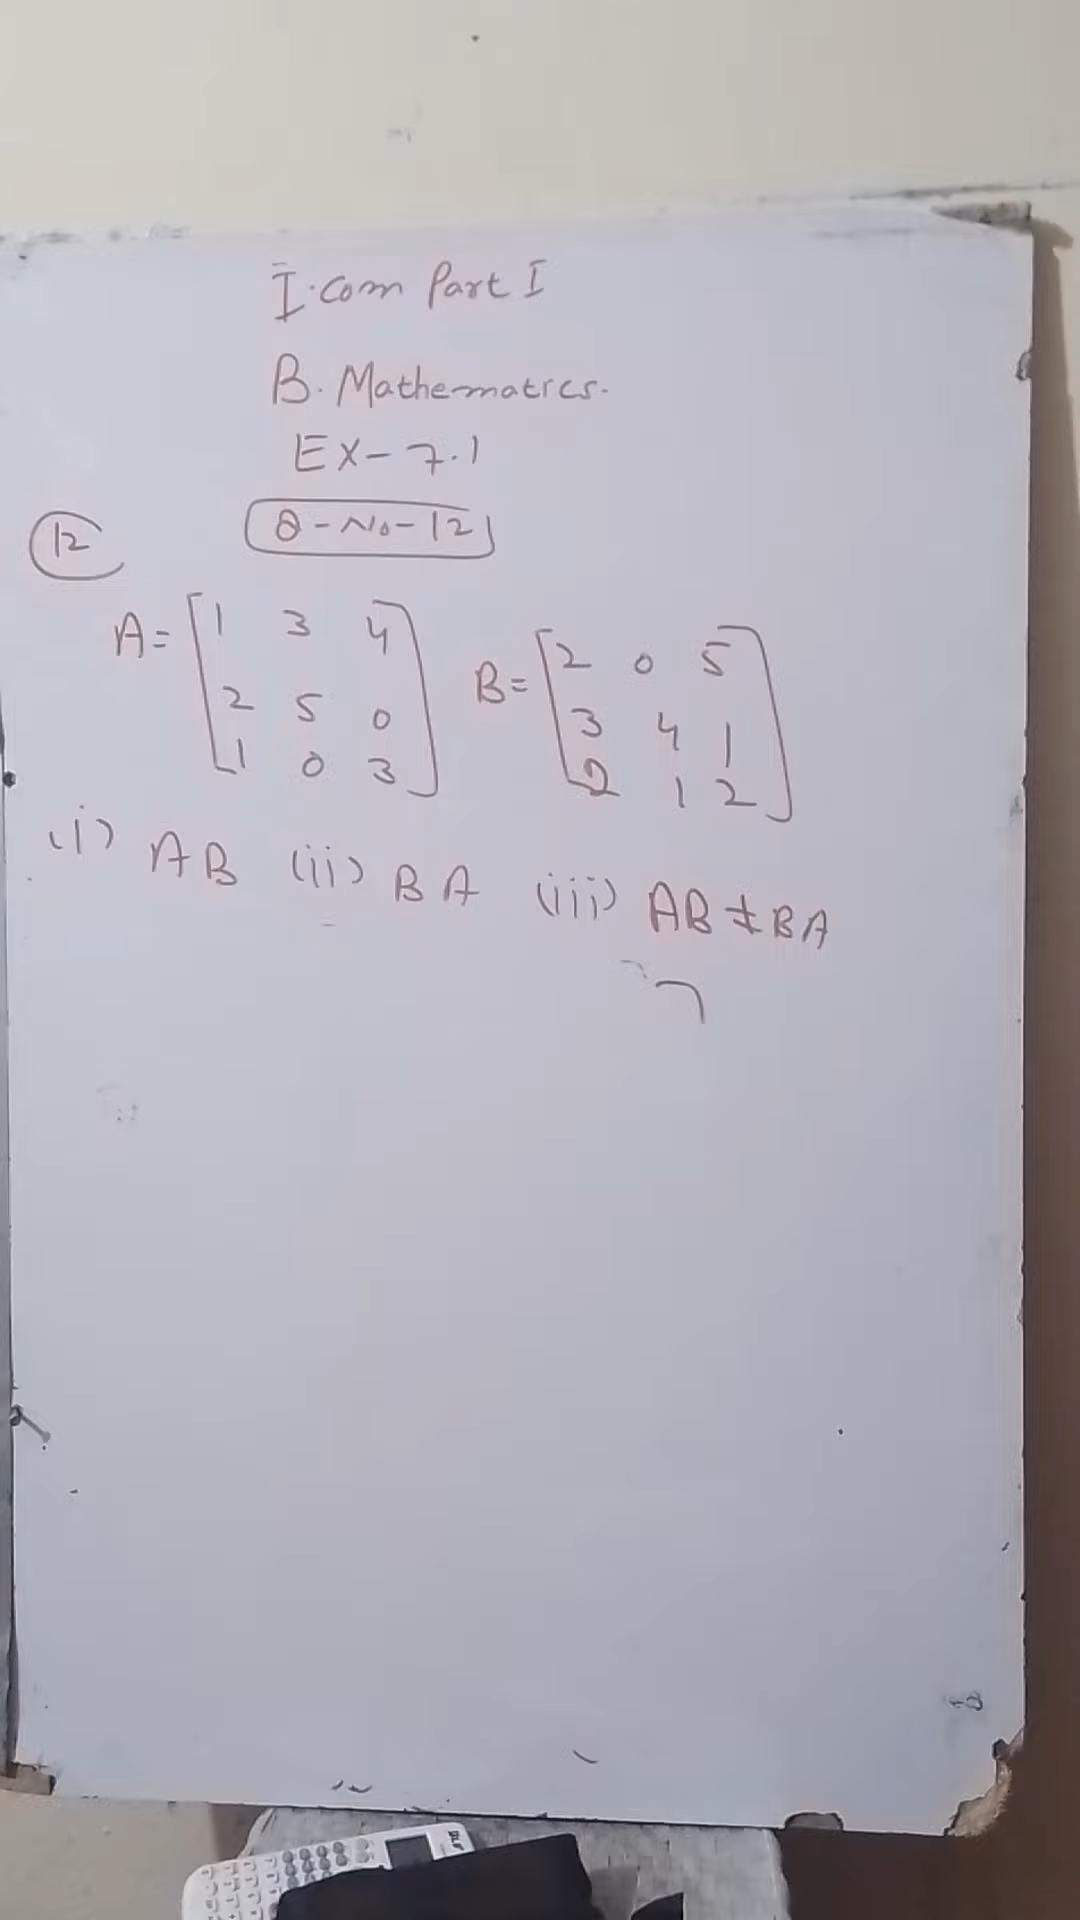 I.com Part I
B. Mathematics.
EX-7.1
Q-No-12
12
A= [1 3 4
2 5 0
1 0 3]
B= [2 0 5
3 4 1
2 1 2]
(i) AB (ii) BA (iii) AB ≠ BA